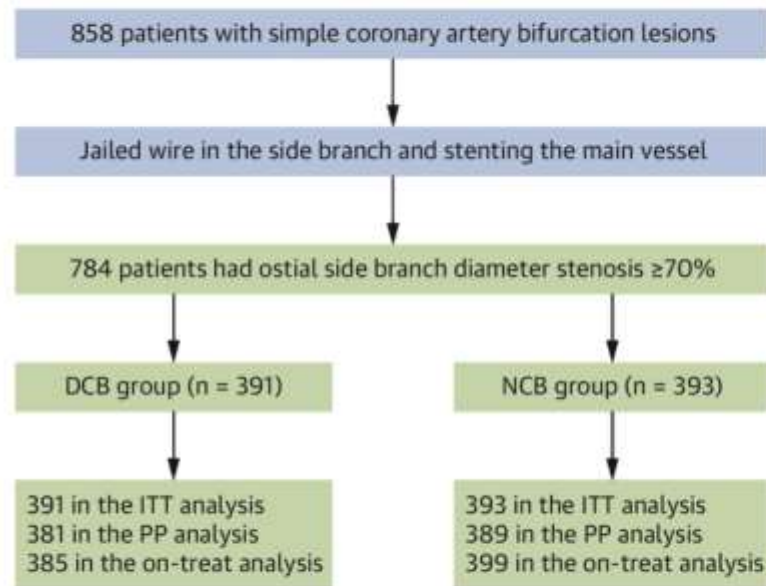 858 patients with simple coronary artery bifurcation lesions
Jailed wire in the side branch and stenting the main vessel
784 patients had ostial side branch diameter stenosis ≥70%
DCB group (n = 391)
NCB group (n = 393)
391 in the ITT analysis
381 in the PP analysis
385 in the on-treat analysis
393 in the ITT analysis
389 in the PP analysis
399 in the on-treat analysis